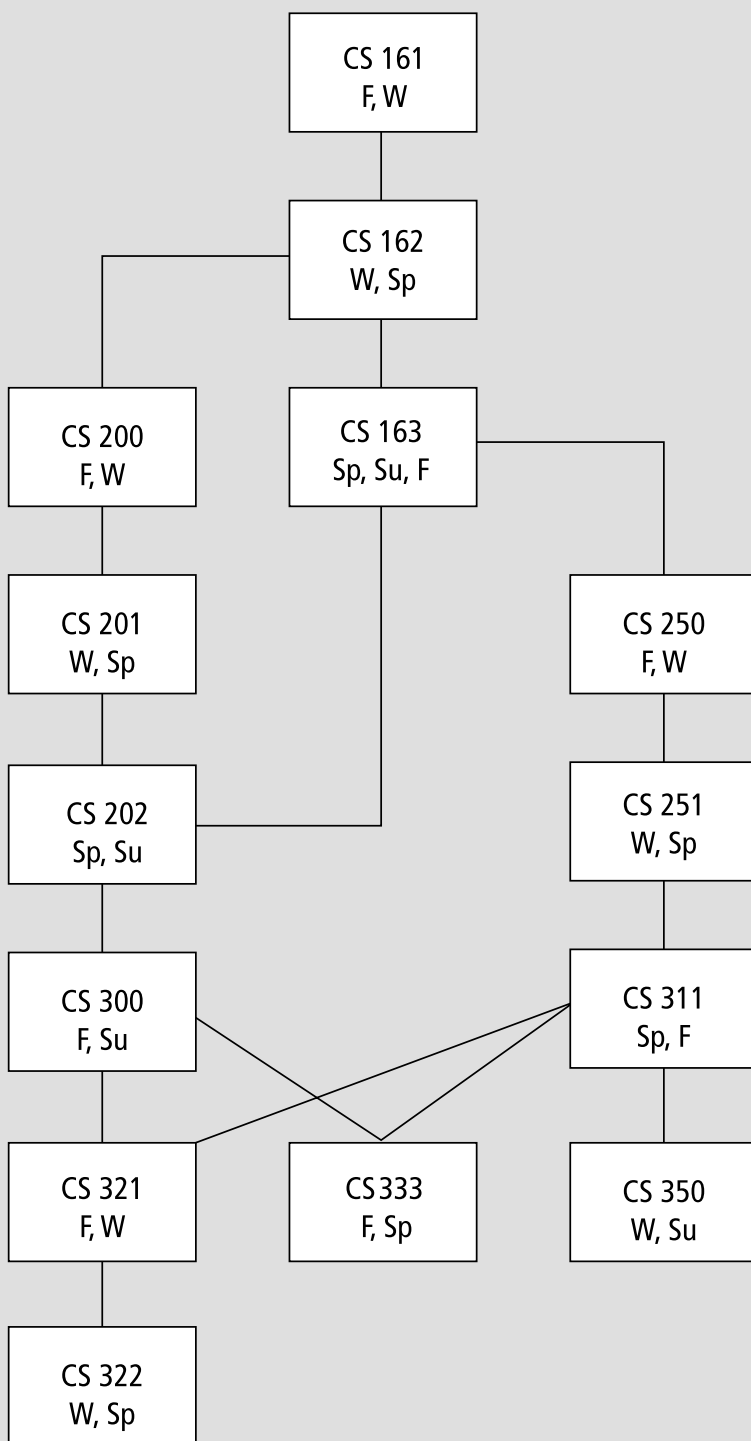 CS 161
F, W
CS 162
W, Sp
CS 200
F, W
CS 163
Sp, Su, F
CS 201
W, Sp
CS 250
F, W
CS 202
Sp, Su
CS 251
W, Sp
CS 300
F, Su
CS 311
Sp, F
CS 321
F, W
CS 333
F, Sp
CS 350
W, Su
CS 322
W, Sp